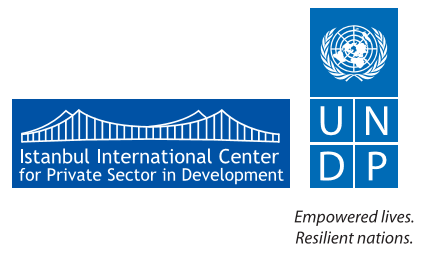 Istanbul International Center
for Private Sector in Development
U N
D P
Empowered lives.
Resilient nations.